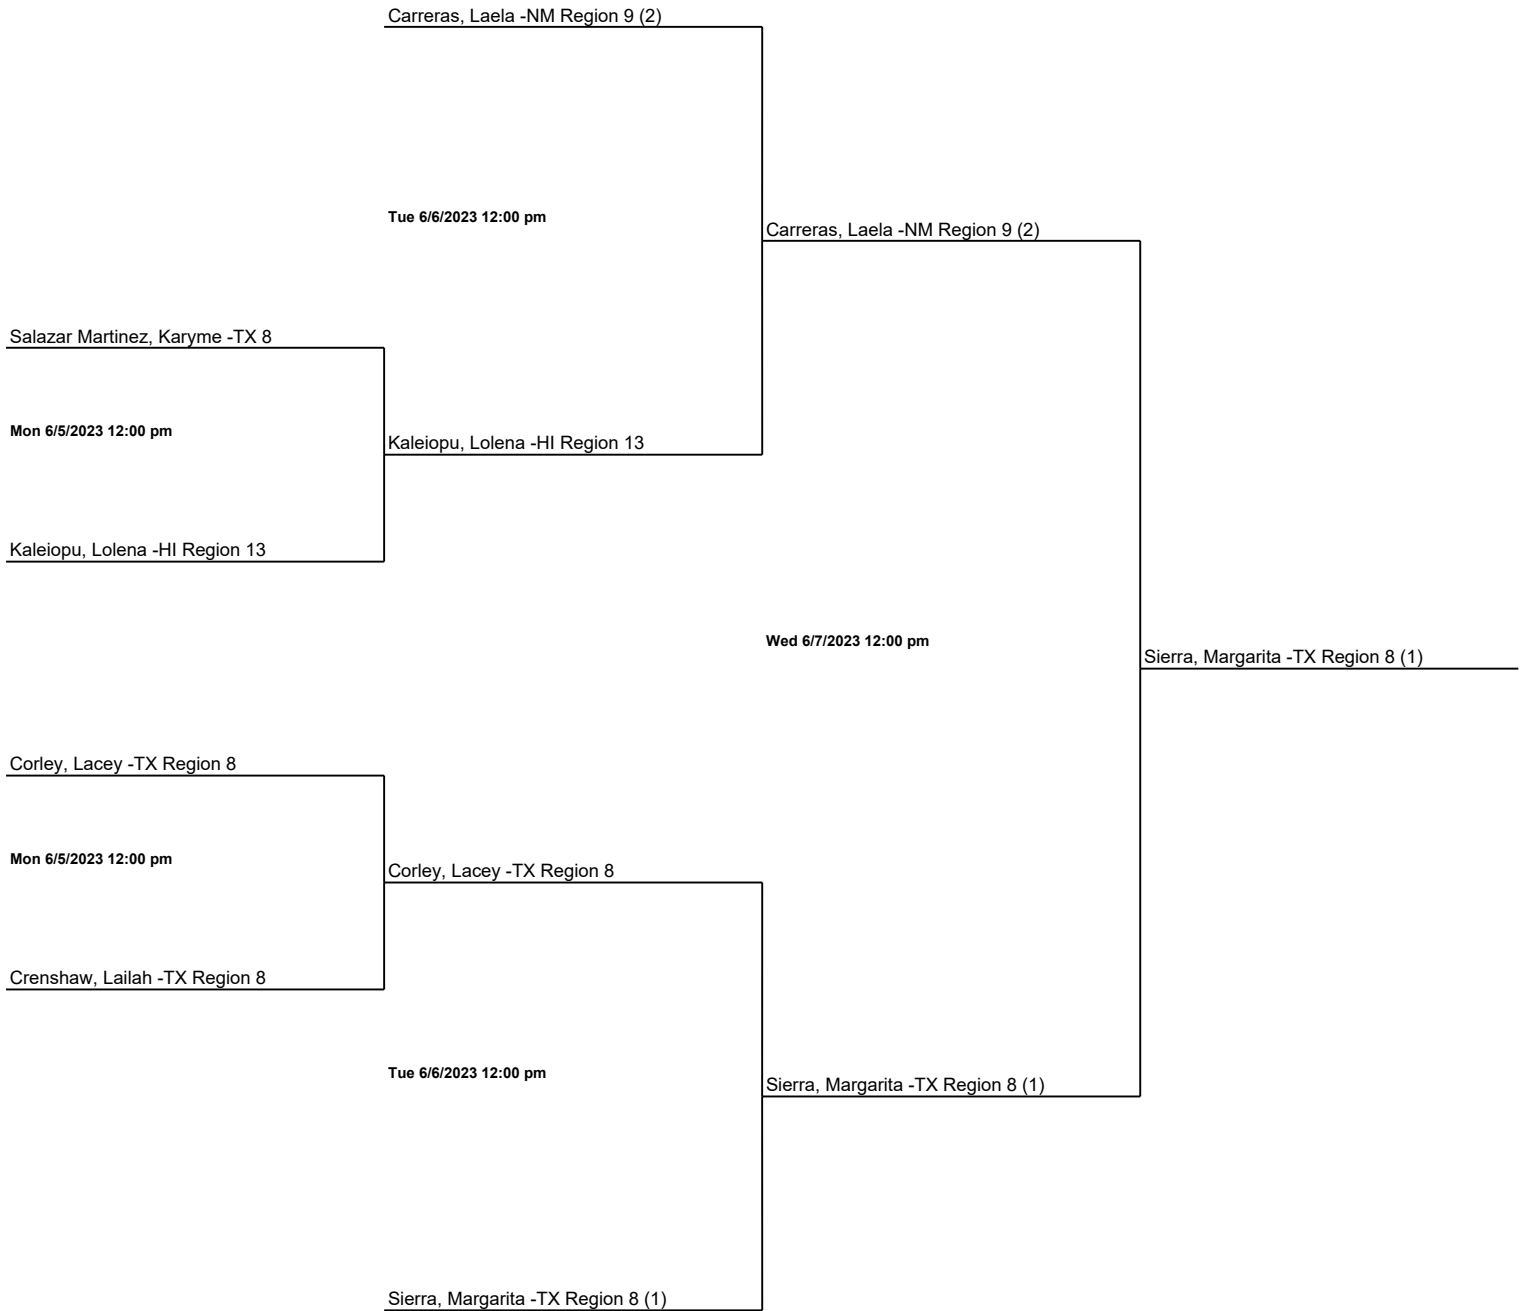 Carreras, Laela -NM Region 9 (2)
Tue 6/6/2023 12:00 pm
Carreras, Laela -NM Region 9 (2)
Salazar Martinez, Karyme -TX 8
Mon 6/5/2023 12:00 pm
Kaleiopu, Lolena -HI Region 13
Kaleiopu, Lolena -HI Region 13
Wed 6/7/2023 12:00 pm
Sierra, Margarita -TX Region 8 (1)
Corley, Lacey -TX Region 8
Mon 6/5/2023 12:00 pm
Corley, Lacey -TX Region 8
Crenshaw, Lailah -TX Region 8
Tue 6/6/2023 12:00 pm
Sierra, Margarita -TX Region 8 (1)
Sierra, Margarita -TX Region 8 (1)